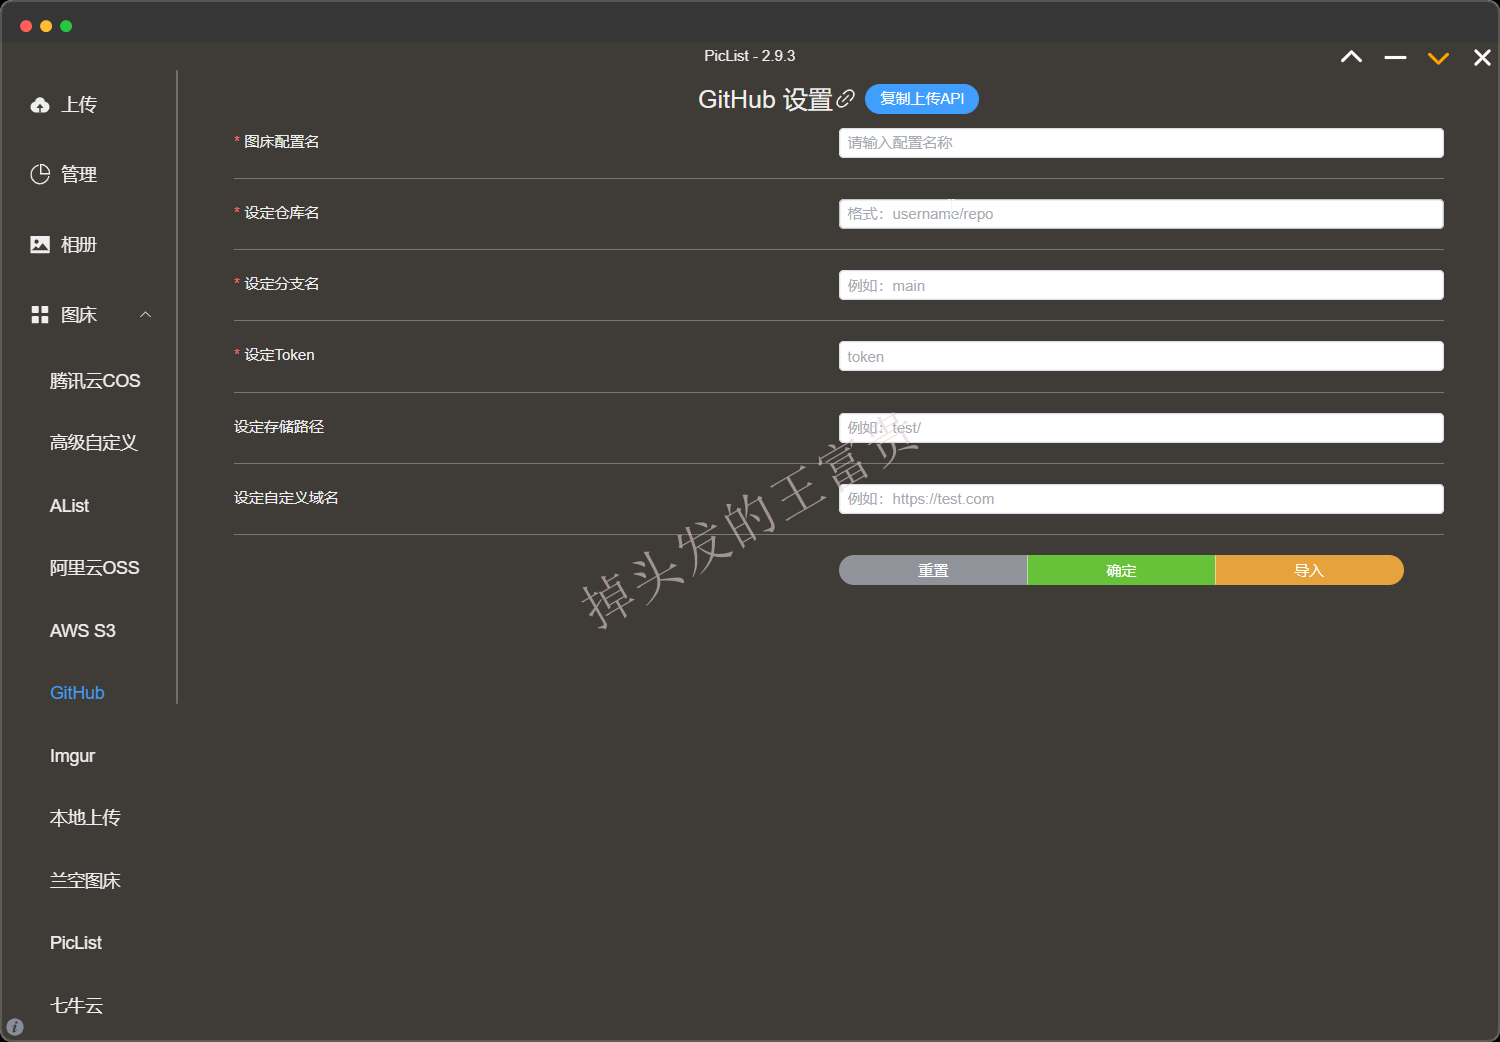 PicList - 2.9.3
上传
管理
相册
图床
腾讯云COS
高级自定义
AList
阿里云OSS
AWS S3
GitHub
Imgur
本地上传
兰空图床
PicList
七牛云
GitHub 设置
复制上传API
* 图床配置名
请输入配置名称
* 设定仓库名
格式：username/repo
* 设定分支名
例如：main
* 设定Token
token
设定存储路径
例如：test/
设定自定义域名
例如：https://test.com
重置
确定
导入
掉头发的王富贵